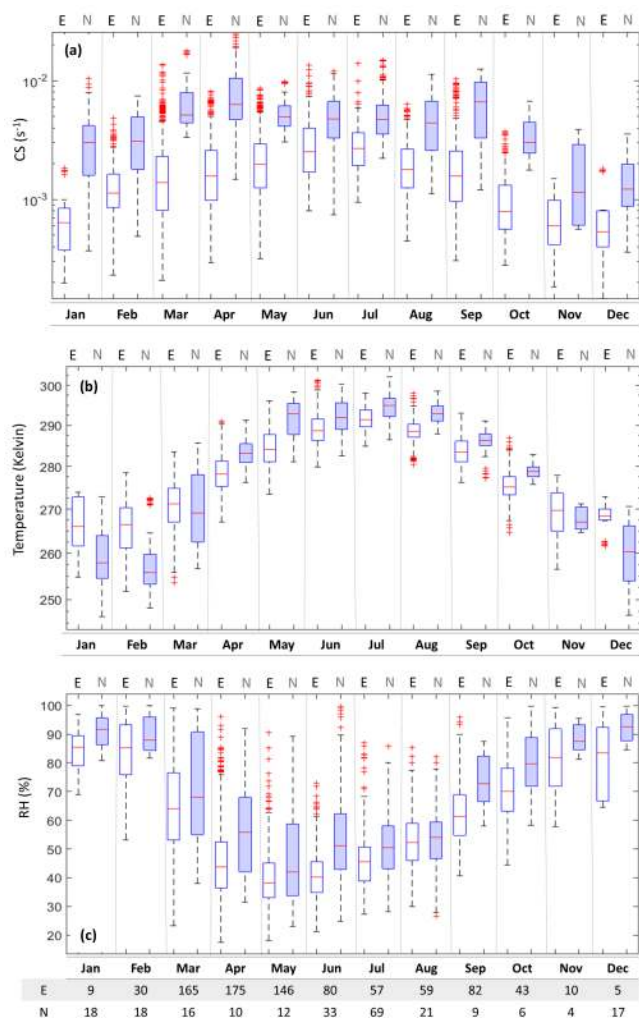 E N E N E N E N E N E N E N E N E N E N E N E N
(a)
CS (s⁻¹)
10⁻²
10⁻³
Jan Feb Mar Apr May Jun Jul Aug Sep Oct Nov Dec
E N E N E N E N E N E N E N E N E N E N E N E N
(b)
Temperature (Kelvin)
300
290
280
270
260
250
Jan Feb Mar Apr May Jun Jul Aug Sep Oct Nov Dec
E N E N E N E N E N E N E N E N E N E N E N E N
RH (%)
100
90
80
70
60
50
40
30
20
(c)
Jan Feb Mar Apr May Jun Jul Aug Sep Oct Nov Dec
E 9 30 165 175 146 80 57 59 82 43 10 5
N 18 18 16 10 12 33 69 21 9 6 4 17